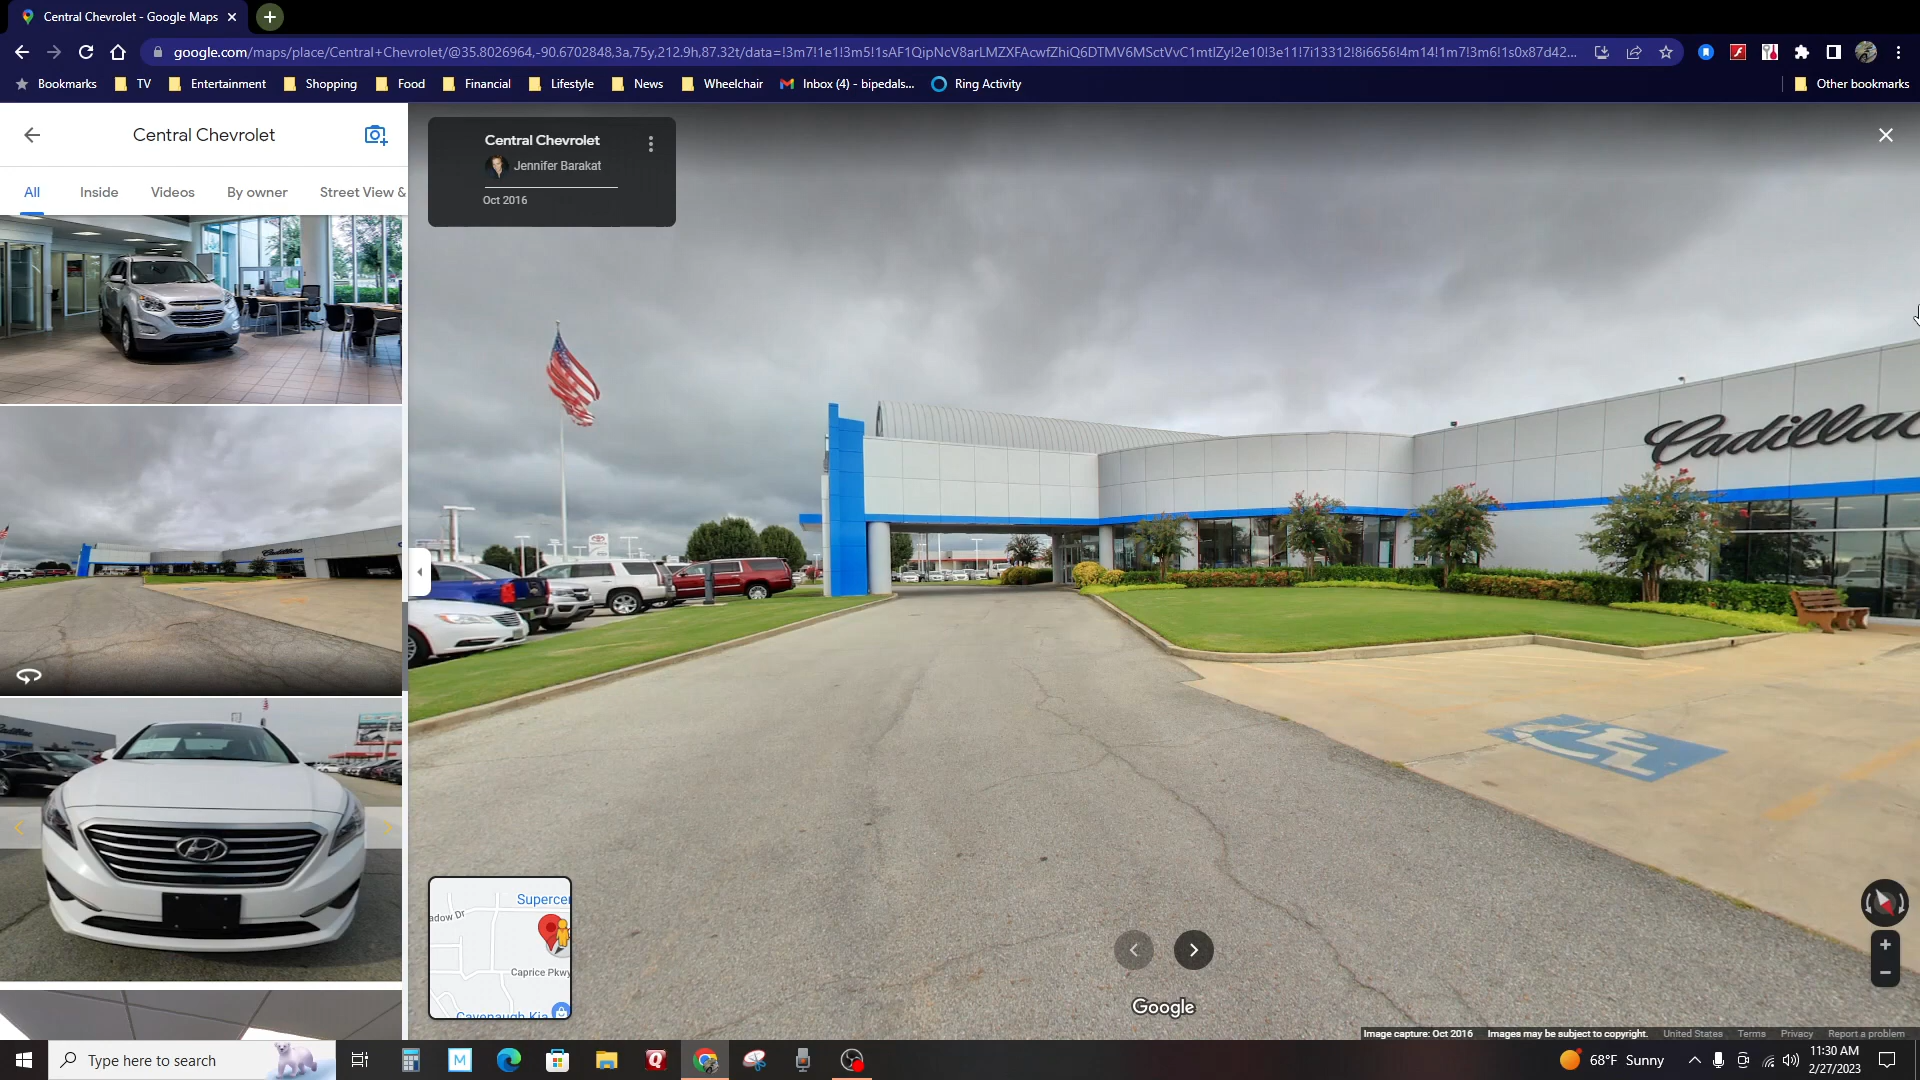 Central Chevrolet - Google Maps
google.com/maps/place/Central+Chevrolet/@35.8026964,-90.6702848,3a,75y,212.9h,87.32t/data=!3m7!1e1!3m5!1sAF1QipNcV8arLMZXFAcwfZhiQ6DTMV6MSctVvC1mtlZy!2e10!3e11!7i13312!8i6656!4m14!1m7!3m6!1s0x87d42...
Bookmarks TV Entertainment Shopping Food Financial Lifestyle News Wheelchair Inbox (4) - bipedals... Ring Activity Other bookmarks
Central Chevrolet
All Inside Videos By owner Street View &
Central Chevrolet
Jennifer Barakat
Oct 2016
Cadillac
Cadillac
Supercen
adow Dr
Caprice Pkwy
Cavenaugh Kia
Google
Image capture: Oct 2016 Images may be subject to copyright. United States Terms Privacy Report a problem
Type here to search
68°F Sunny
11:30 AM
2/27/2023